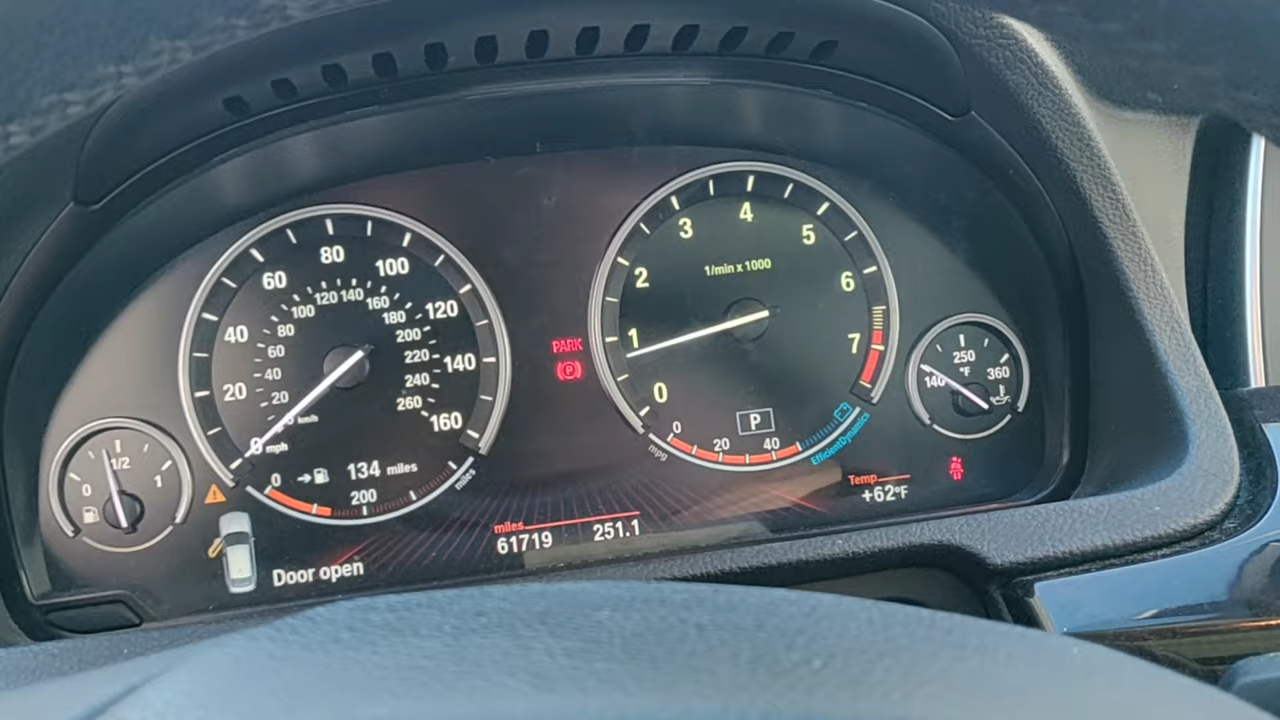 20
40
60
80
100
120
140
160
20
40
60
80
100
120
140
160
180
200
220
240
260
km/h
0 mph
0
134 miles
200
miles
0
1/2
1
Door open
miles
61719 251.1
PARK
P
0
1
2
3
4
5
6
7
1/min x 1000
P
0
20
40
mpg
EfficientDynamics
Temp
+62°F
140
250
°F
360